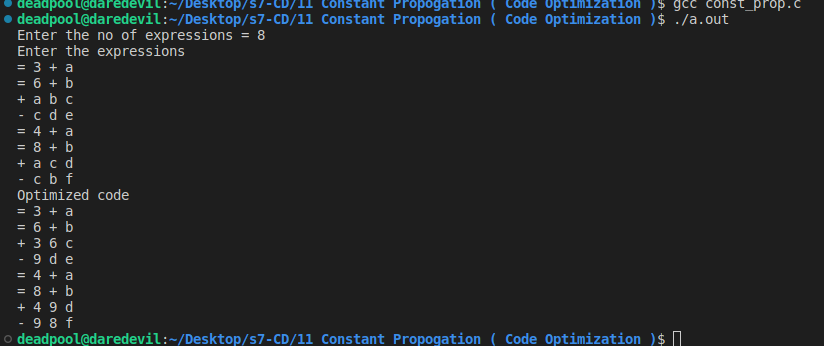 deadpool@daredevil:~/Desktop/s7-CD/11 Constant Propogation ( Code Optimization )$ gcc const_prop.c
deadpool@daredevil:~/Desktop/s7-CD/11 Constant Propogation ( Code Optimization )$ ./a.out
Enter the no of expressions = 8
Enter the expressions
= 3 + a
= 6 + b
+ a b c
- c d e
= 4 + a
= 8 + b
+ a c d
- c b f
Optimized code
= 3 + a
= 6 + b
+ 3 6 c
- 9 d e
= 4 + a
= 8 + b
+ 4 9 d
- 9 8 f
deadpool@daredevil:~/Desktop/s7-CD/11 Constant Propogation ( Code Optimization )$